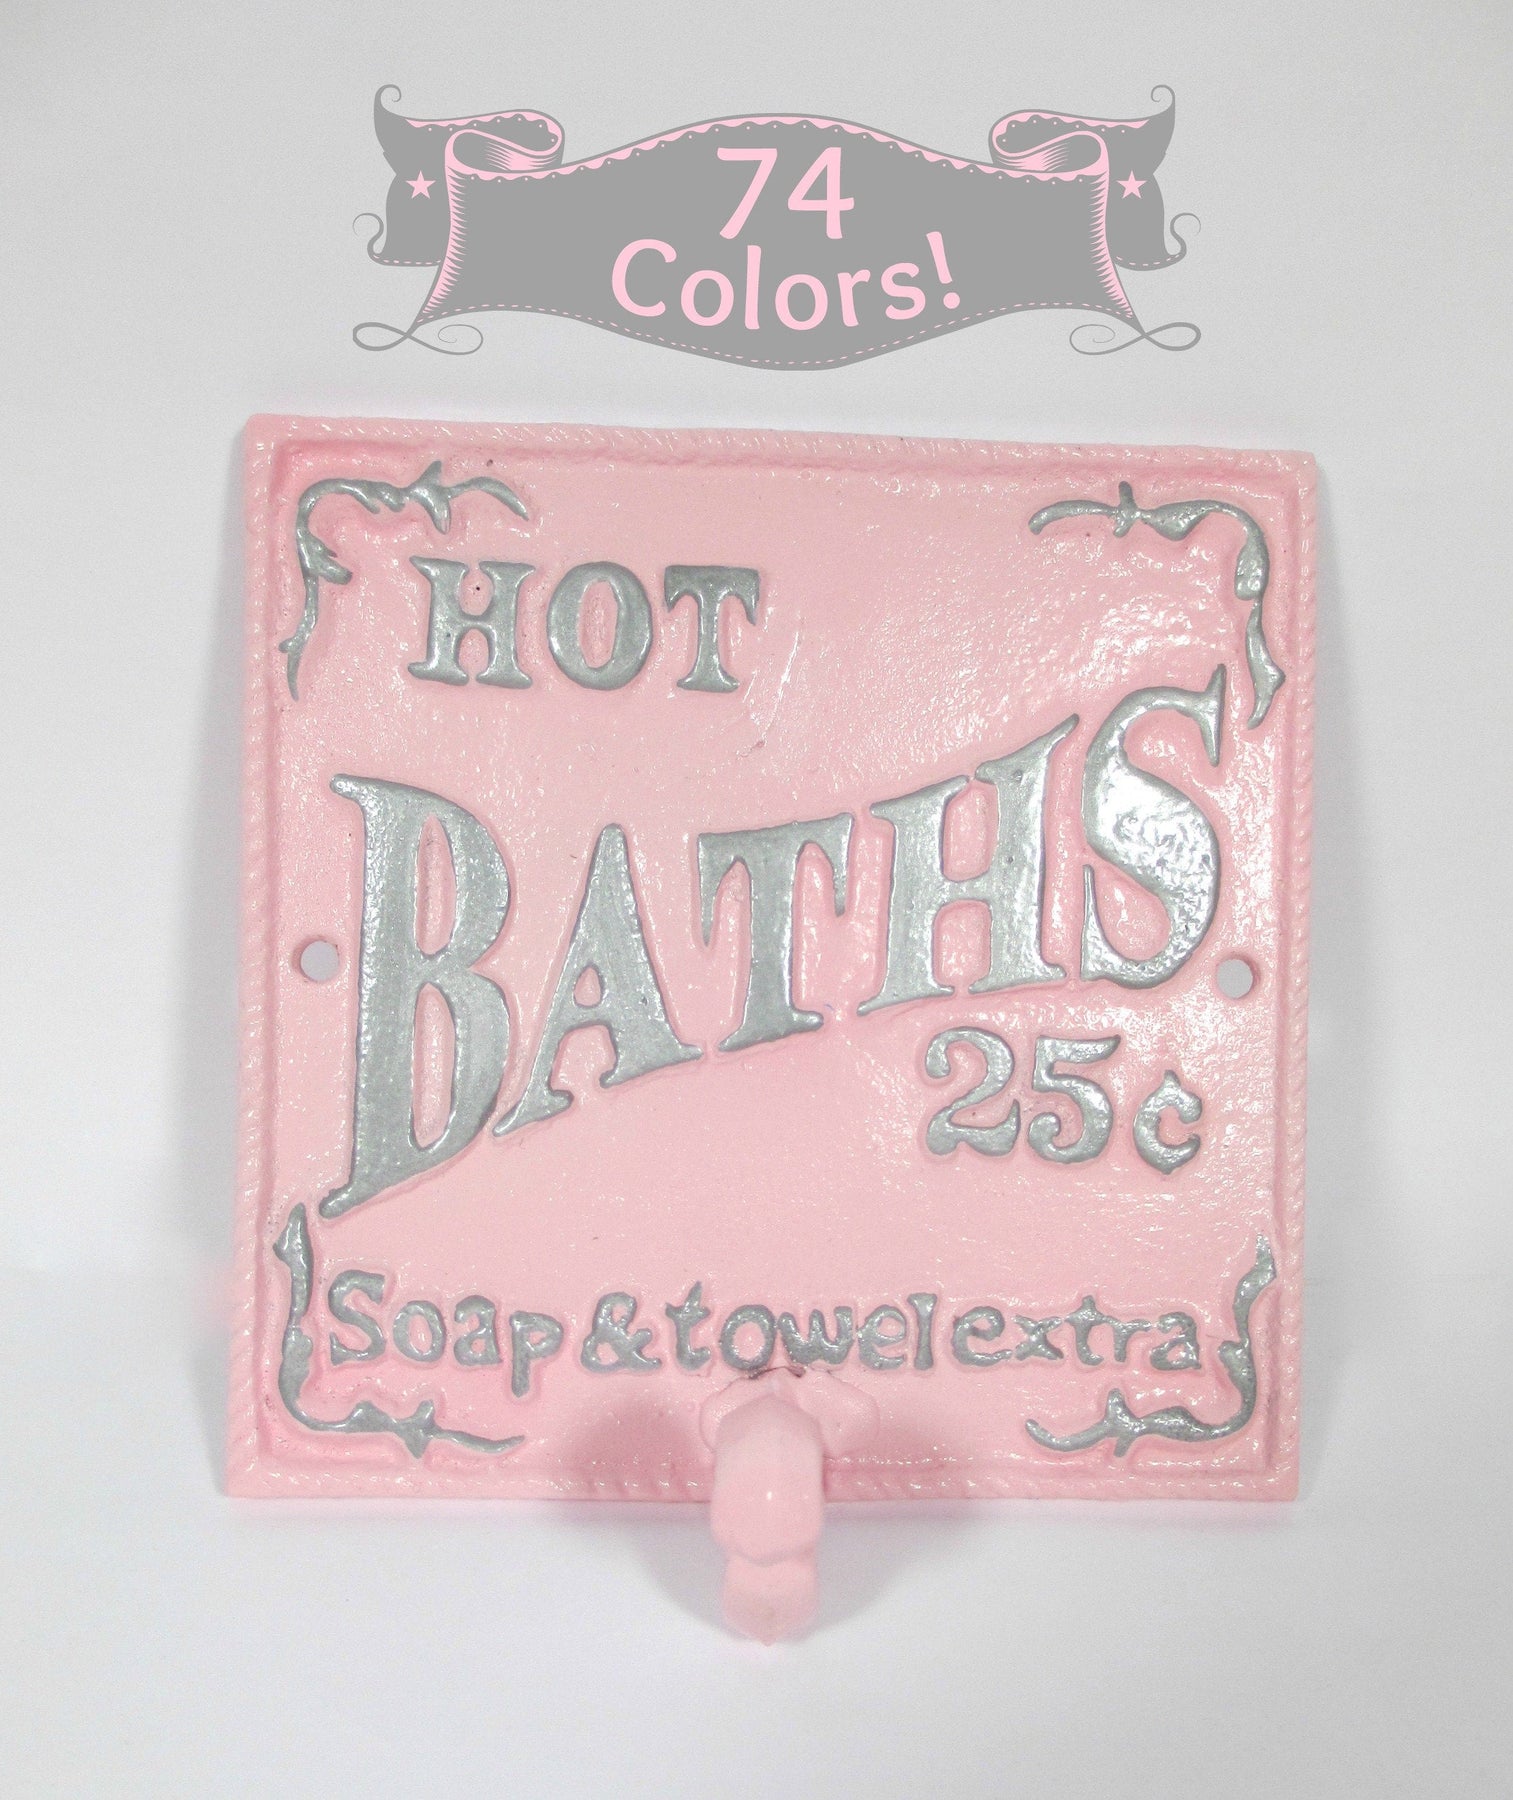 74
Colors!
HOT
BATHS
25¢
Soap & towel extra